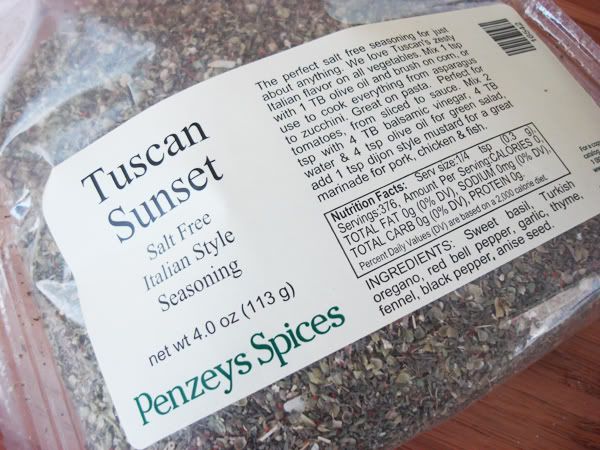 Tuscan
Sunset
Salt Free
Italian Style
Seasoning
net wt 4.0 oz (113 g)
Penzeys Spices
The perfect salt free seasoning for just
about anything. We love Tuscan's zesty
Italian flavor on all vegetables. Mix 1 tsp
with 1 TB olive oil and brush on corn, or
use to cook everything from asparagus
to zucchini. Great on pasta. Perfect for
tomatoes, from sliced to sauce. Mix 2
tsp with 4 TB balsamic vinegar, 4 TB
water & 4 tsp olive oil for green salad,
add 1 tsp dijon style mustard for a great
marinade for pork, chicken & fish.
Nutrition Facts: Serv size:1/4 tsp (0.3 g),
Servings:376, Amount Per Serving:CALORIES 0,
TOTAL FAT 0g (0% DV), SODIUM 0mg (0% DV),
TOTAL CARB 0g (0% DV), PROTEIN 0g.
Percent Daily Values (DV) are based on a 2,000 calorie diet.
INGREDIENTS: Sweet basil, Turkish
oregano, red bell pepper, garlic, thyme,
fennel, black pepper, anise seed.